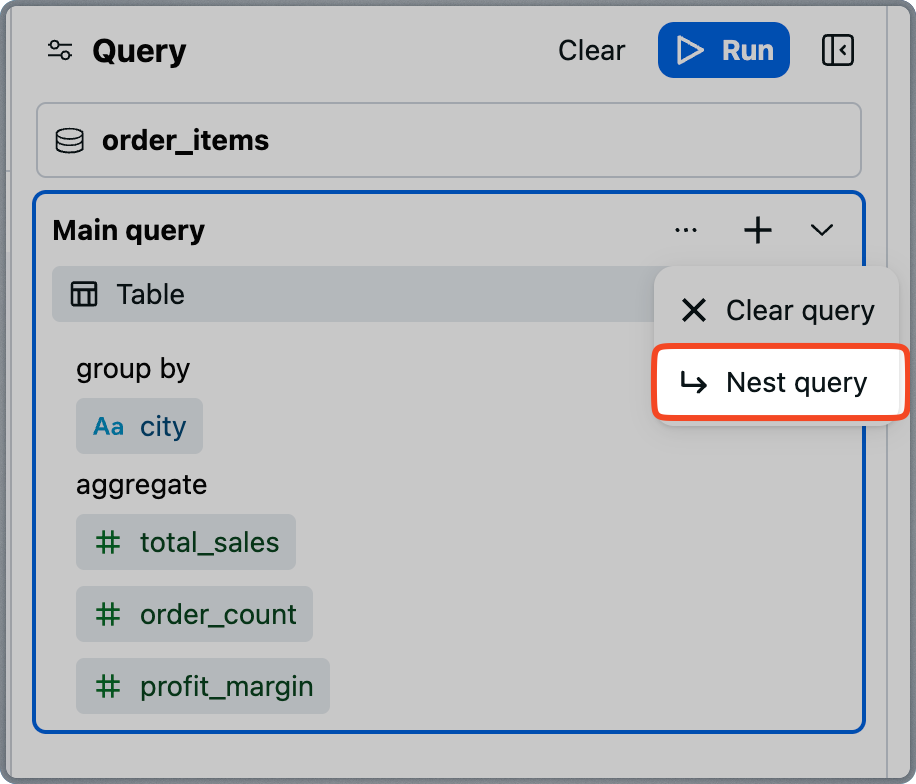 Query Clear Run
order_items
Main query ...
Table
Clear query
Nest query
group by
Aa city
aggregate
# total_sales
# order_count
# profit_margin